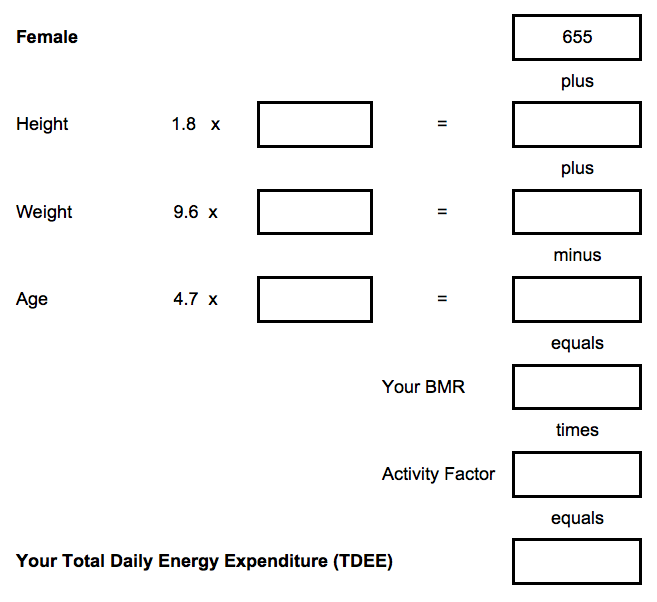 Female 655
plus
Height 1.8 x =
plus
Weight 9.6 x =
minus
Age 4.7 x =
equals
Your BMR
times
Activity Factor
equals
Your Total Daily Energy Expenditure (TDEE)